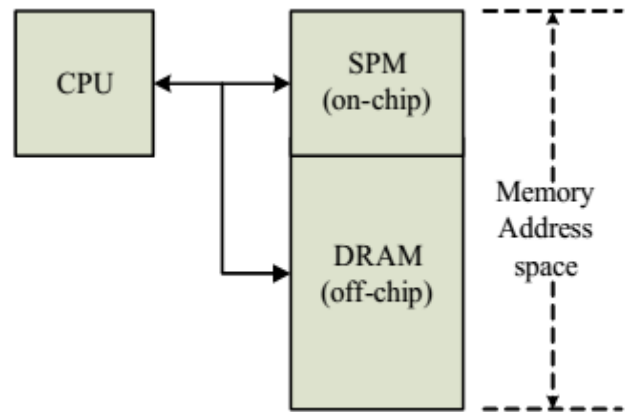 CPU
SPM
(on-chip)
DRAM
(off-chip)
Memory
Address
space